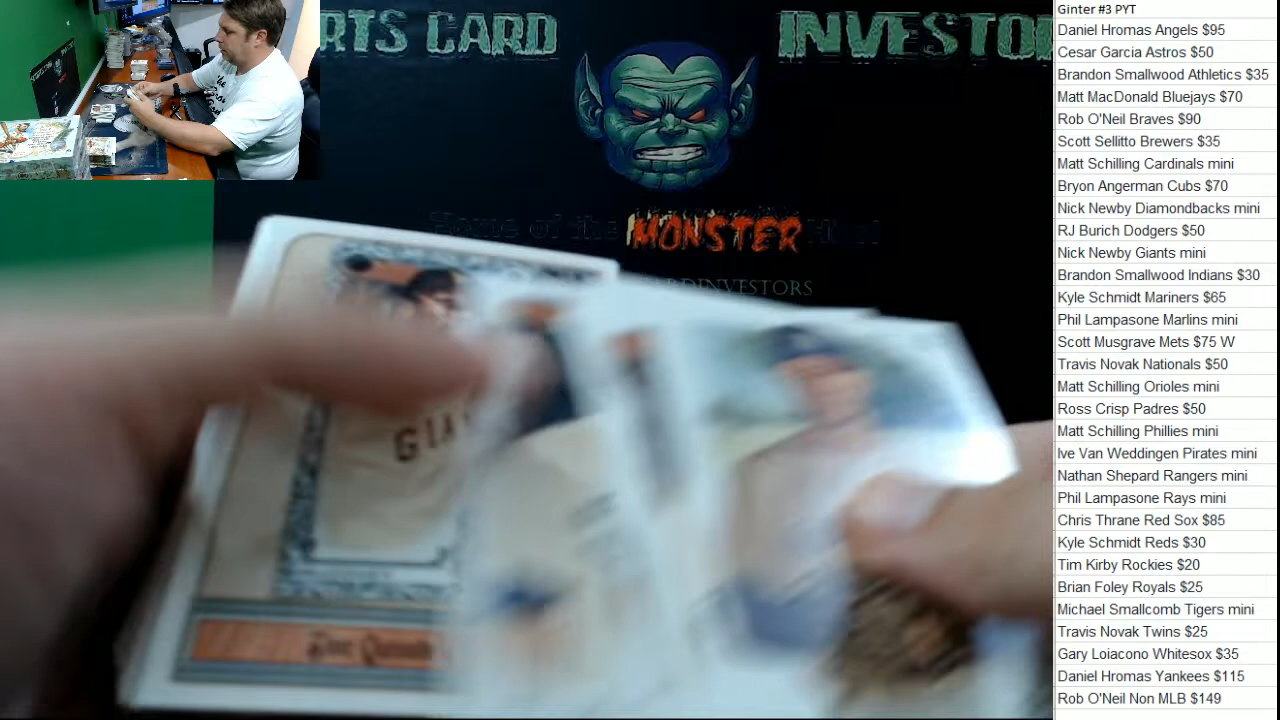 RTS CARD INVESTO
Home of the MONSTER
RDINVESTORS
GIA
Ginter #3 PYT
Daniel Hromas Angels $95
Cesar Garcia Astros $50
Brandon Smallwood Athletics $35
Matt MacDonald Bluejays $70
Rob O'Neil Braves $90
Scott Sellitto Brewers $35
Matt Schilling Cardinals mini
Bryon Angerman Cubs $70
Nick Newby Diamondbacks mini
RJ Burich Dodgers $50
Nick Newby Giants mini
Brandon Smallwood Indians $30
Kyle Schmidt Mariners $65
Phil Lampasone Marlins mini
Scott Musgrave Mets $75 W
Travis Novak Nationals $50
Matt Schilling Orioles mini
Ross Crisp Padres $50
Matt Schilling Phillies mini
Ive Van Weddingen Pirates mini
Nathan Shepard Rangers mini
Phil Lampasone Rays mini
Chris Thrane Red Sox $85
Kyle Schmidt Reds $30
Tim Kirby Rockies $20
Brian Foley Royals $25
Michael Smallcomb Tigers mini
Travis Novak Twins $25
Gary Loiacono Whitesox $35
Daniel Hromas Yankees $115
Rob O'Neil Non MLB $149